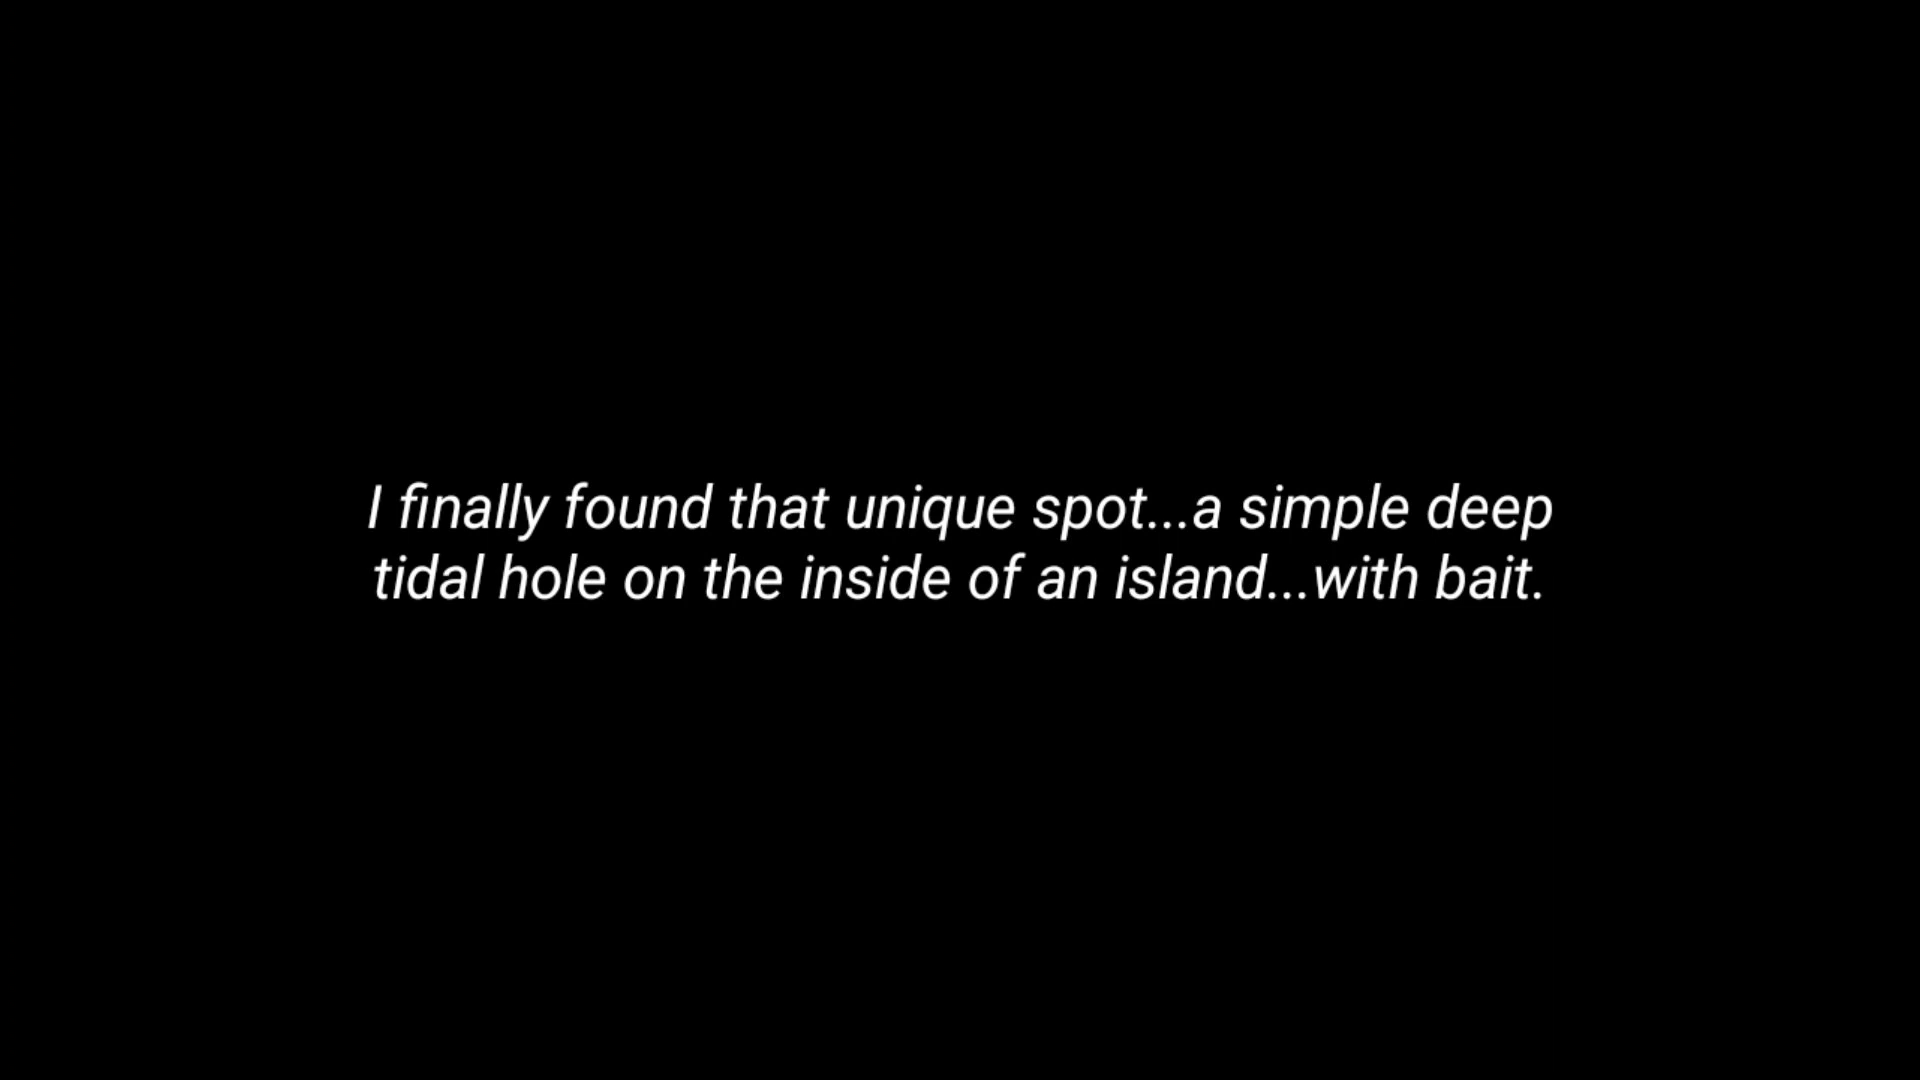 I finally found that unique spot...a simple deep
tidal hole on the inside of an island...with bait.